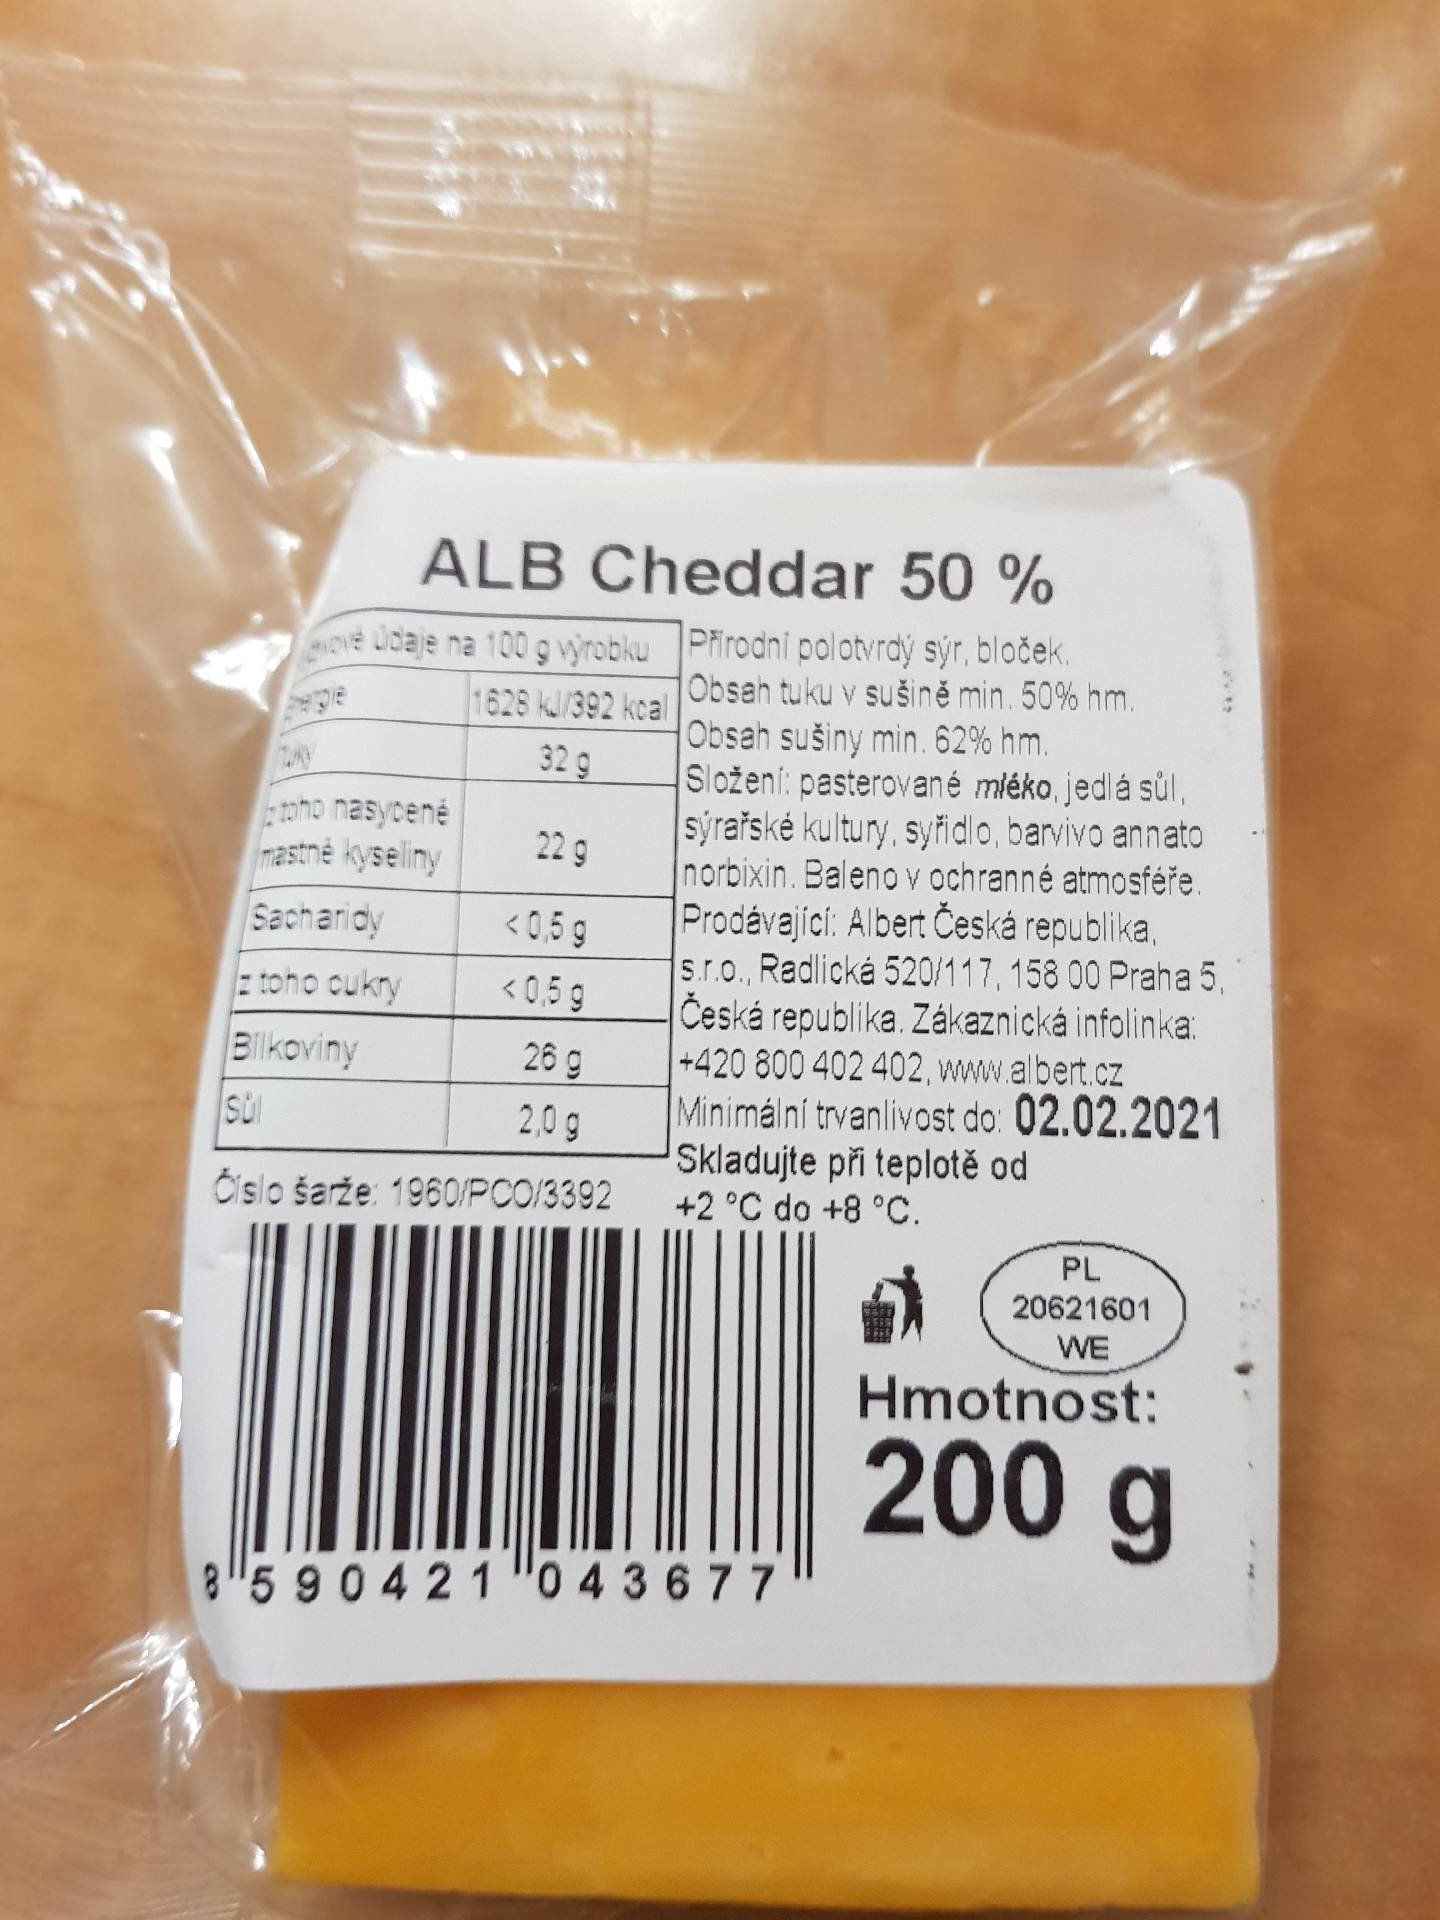 ALB Cheddar 50 %
údaje na 100 g výrobku
Energie 1628 kJ/392 kcal
Tuky 32 g
z toho nasycené
mastné kyseliny 22 g
Sacharidy < 0,5 g
z toho cukry < 0,5 g
Bílkoviny 26 g
Sůl 2,0 g
Číslo šarže: 1960/PCO/3392
Přírodní polotvrdý sýr, bloček.
Obsah tuku v sušině min. 50% hm.
Obsah sušiny min. 62% hm.
Složení: pasterované mléko, jedlá sůl,
sýrařské kultury, syřidlo, barvivo annato
norbixin. Baleno v ochranné atmosféře.
Prodávající: Albert Česká republika,
s.r.o., Radlická 520/117, 158 00 Praha 5,
Česká republika. Zákaznická infolinka:
+420 800 402 402, www.albert.cz
Minimální trvanlivost do: 02.02.2021
Skladujte při teplotě od
+2 °C do +8 °C.
PL
20621601
WE
Hmotnost:
200 g
8 590421 043677